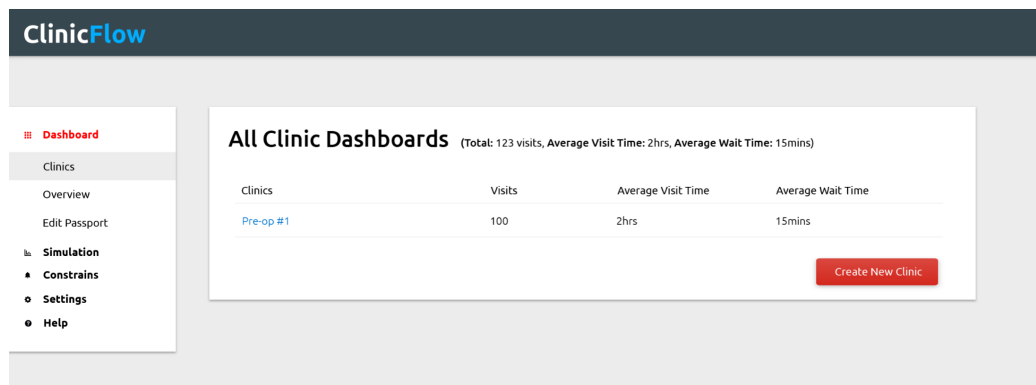 ClinicFlow
Dashboard
Clinics
Overview
Edit Passport
Simulation
Constrains
Settings
Help
All Clinic Dashboards (Total: 123 visits, Average Visit Time: 2hrs, Average Wait Time: 15mins)
Clinics Visits Average Visit Time Average Wait Time
Pre-op #1 100 2hrs 15mins
Create New Clinic